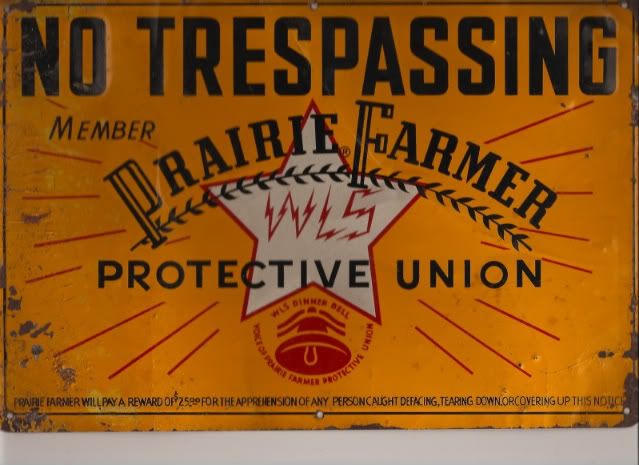 NO TRESPASSING
MEMBER
PRAIRIE® FARMER
WLS
PROTECTIVE UNION
WLS DINNER BELL
VOICE OF PRAIRIE FARMER PROTECTIVE UNION
PRAIRIE FARMER WILL PAY A REWARD OF $25.00 FOR THE APPREHENSION OF ANY PERSON CAUGHT DEFACING, TEARING DOWN, OR COVERING UP THIS NOTICE